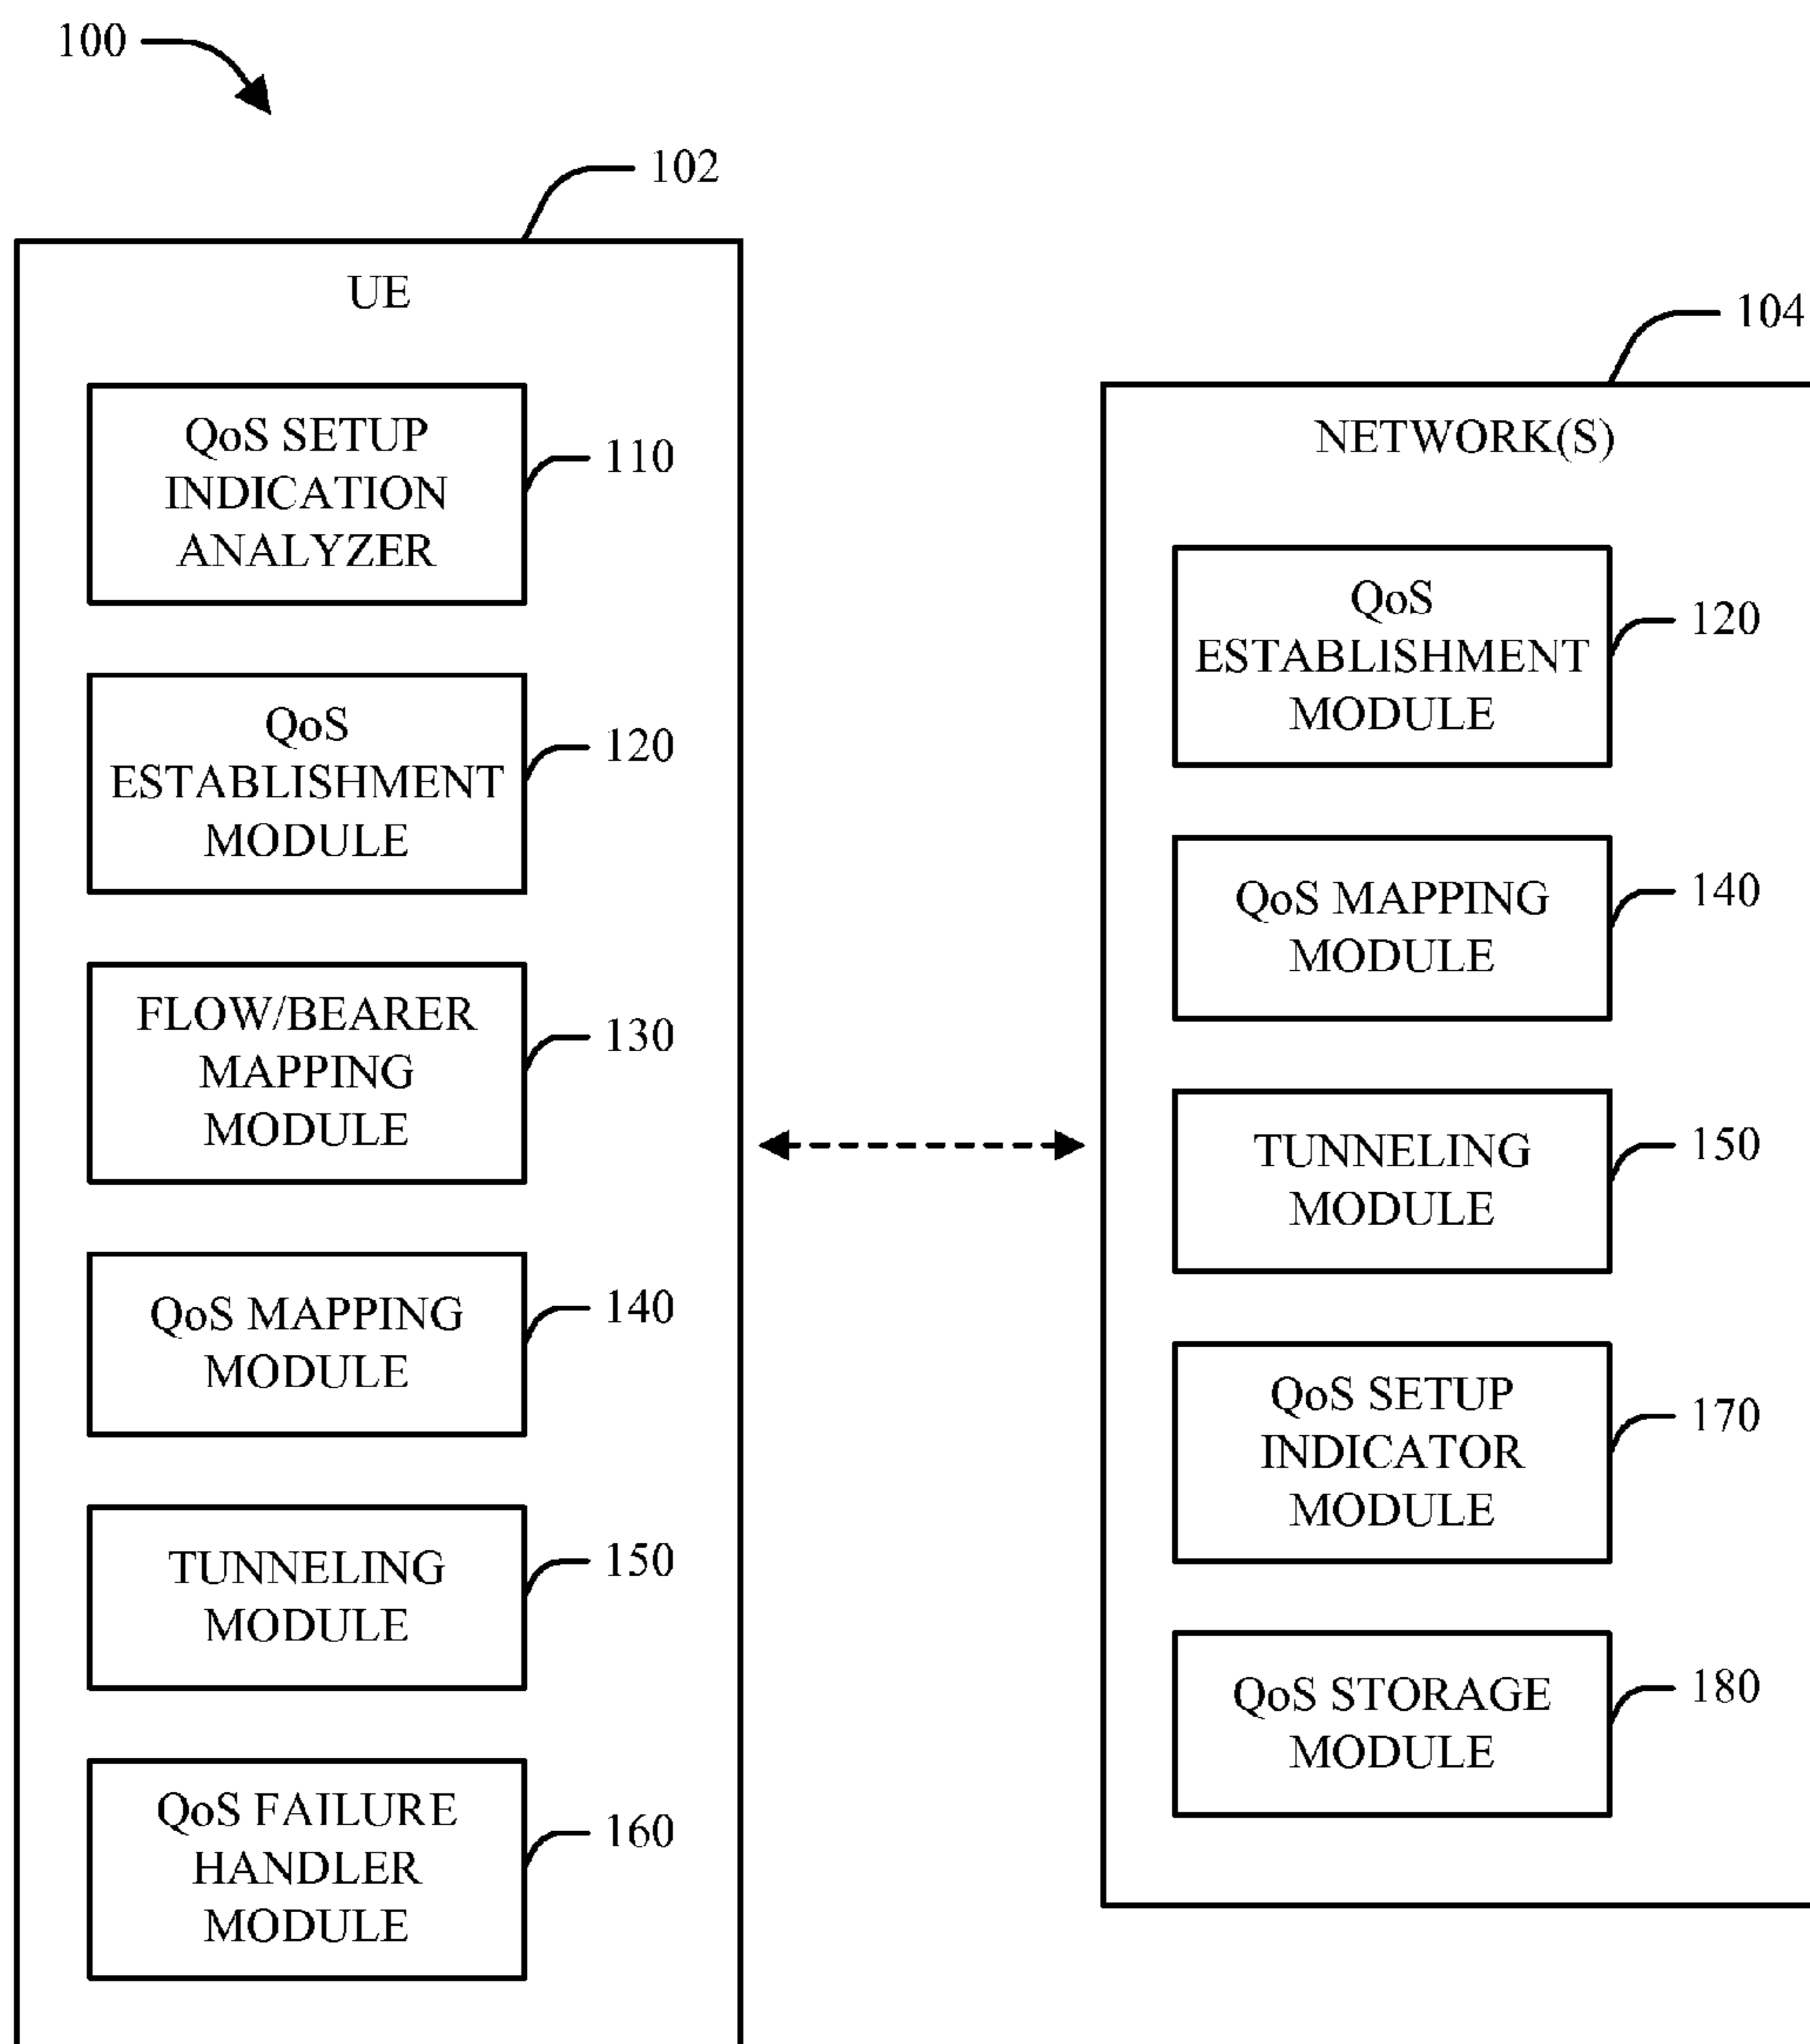 100
102
UE
QoS SETUP
INDICATION
ANALYZER
110
QoS
ESTABLISHMENT
MODULE
120
FLOW/BEARER
MAPPING
MODULE
130
QoS MAPPING
MODULE
140
TUNNELING
MODULE
150
QoS FAILURE
HANDLER
MODULE
160
104
NETWORK(S)
QoS
ESTABLISHMENT
MODULE
120
QoS MAPPING
MODULE
140
TUNNELING
MODULE
150
QoS SETUP
INDICATOR
MODULE
170
QoS STORAGE
MODULE
180